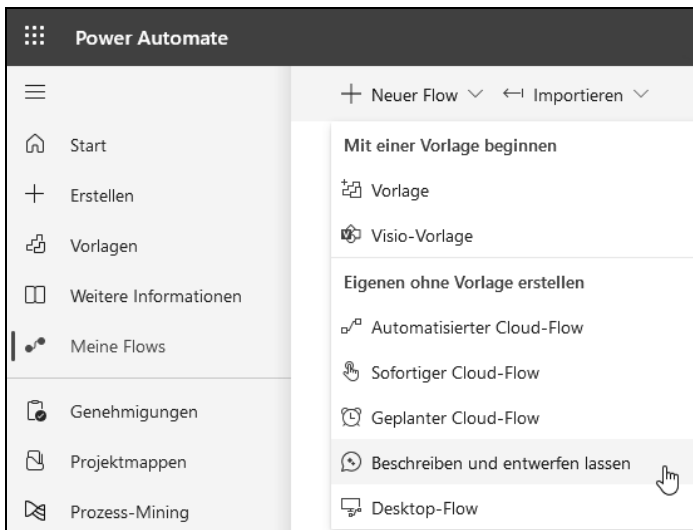 Power Automate
Neuer Flow
Importieren
Start
Erstellen
Vorlagen
Weitere Informationen
Meine Flows
Genehmigungen
Projektmappen
Prozess-Mining
Mit einer Vorlage beginnen
Vorlage
Visio-Vorlage
Eigenen ohne Vorlage erstellen
Automatisierter Cloud-Flow
Sofortiger Cloud-Flow
Geplanter Cloud-Flow
Beschreiben und entwerfen lassen
Desktop-Flow